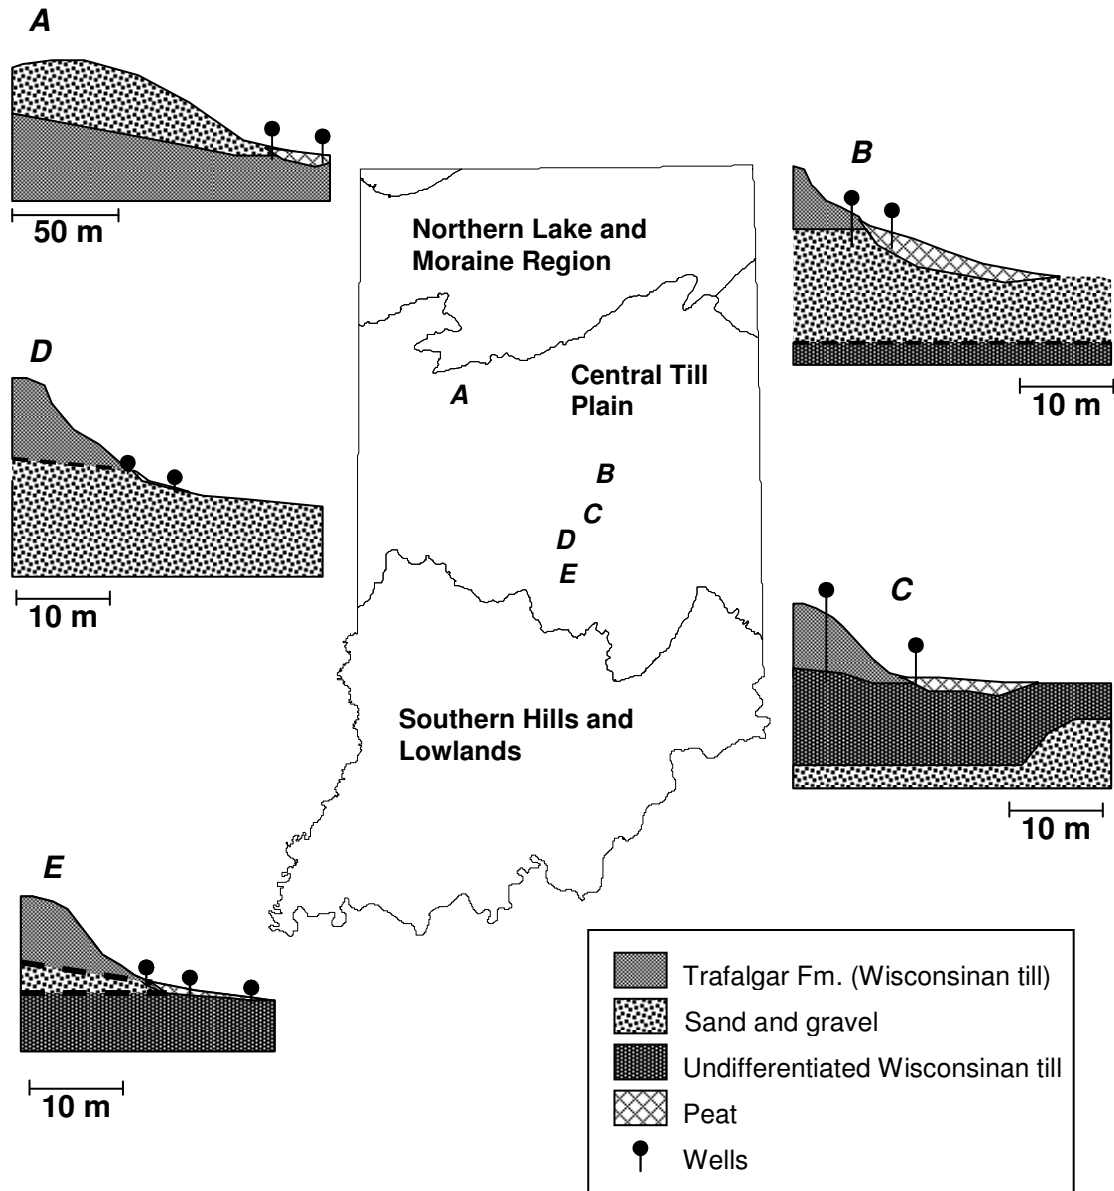 A
50 m
B
10 m
Northern Lake and
Moraine Region
Central Till
Plain
A
B
C
D
E
Southern Hills and
Lowlands
D
10 m
C
10 m
E
10 m
Trafalgar Fm. (Wisconsinan till)
Sand and gravel
Undifferentiated Wisconsinan till
Peat
Wells